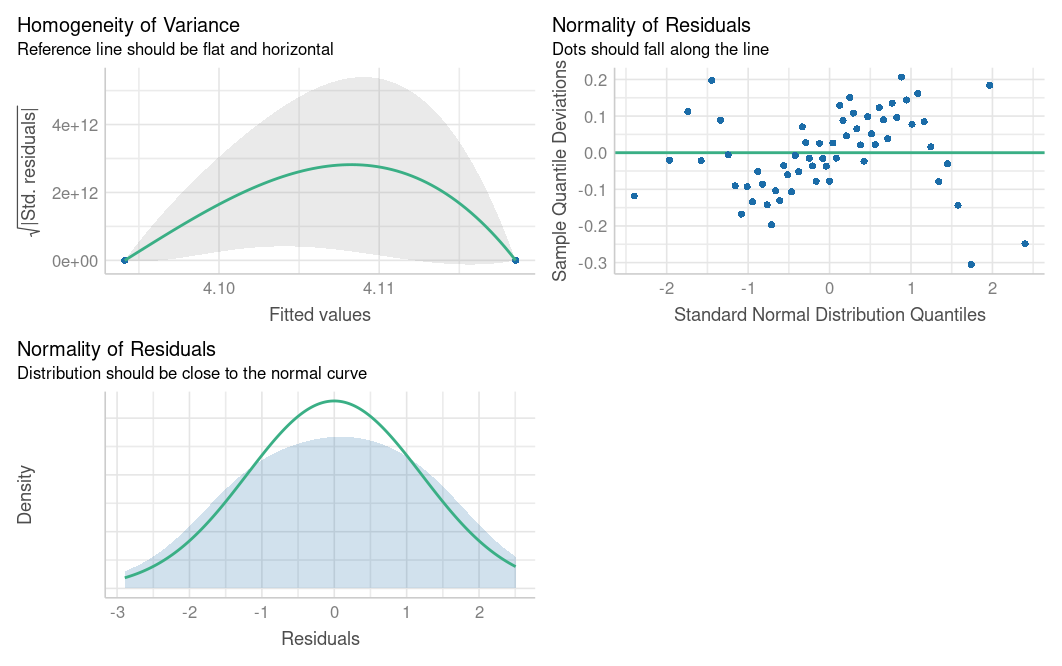 Homogeneity of Variance
Reference line should be flat and horizontal
√|Std. residuals|
4e+12
2e+12
0e+00
4.10 4.11
Fitted values
Normality of Residuals
Dots should fall along the line
Sample Quantile Deviations
0.2
0.1
0.0
-0.1
-0.2
-0.3
-2 -1 0 1 2
Standard Normal Distribution Quantiles
Normality of Residuals
Distribution should be close to the normal curve
Density
-3 -2 -1 0 1 2
Residuals